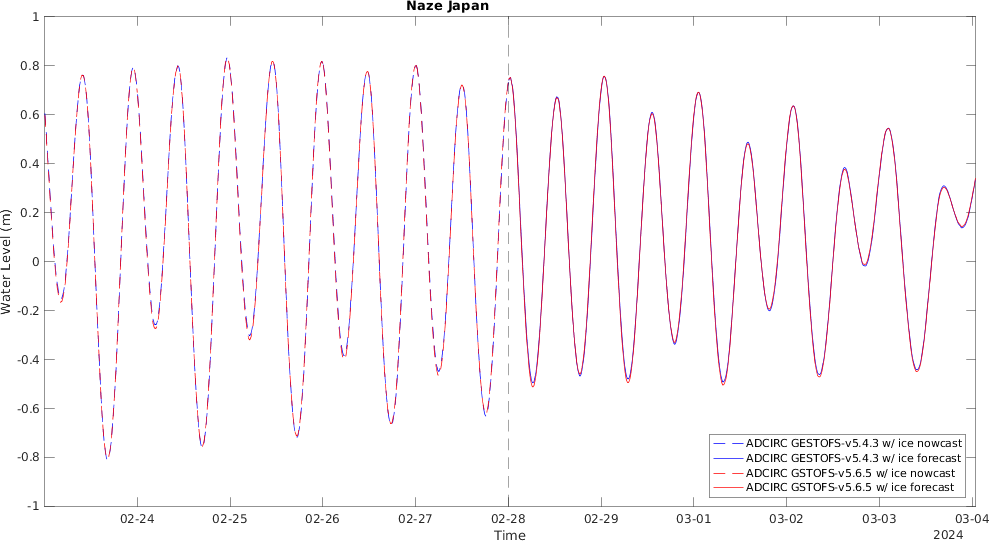 Naze Japan
1
0.8
0.6
0.4
0.2
0
-0.2
-0.4
-0.6
-0.8
-1
Water Level (m)
ADCIRC GESTOFS-v5.4.3 w/ ice nowcast
ADCIRC GESTOFS-v5.4.3 w/ ice forecast
ADCIRC GSTOFS-v5.6.5 w/ ice nowcast
ADCIRC GSTOFS-v5.6.5 w/ ice forecast
02-24 02-25 02-26 02-27 02-28 02-29 03-01 03-02 03-03 03-04
Time
2024